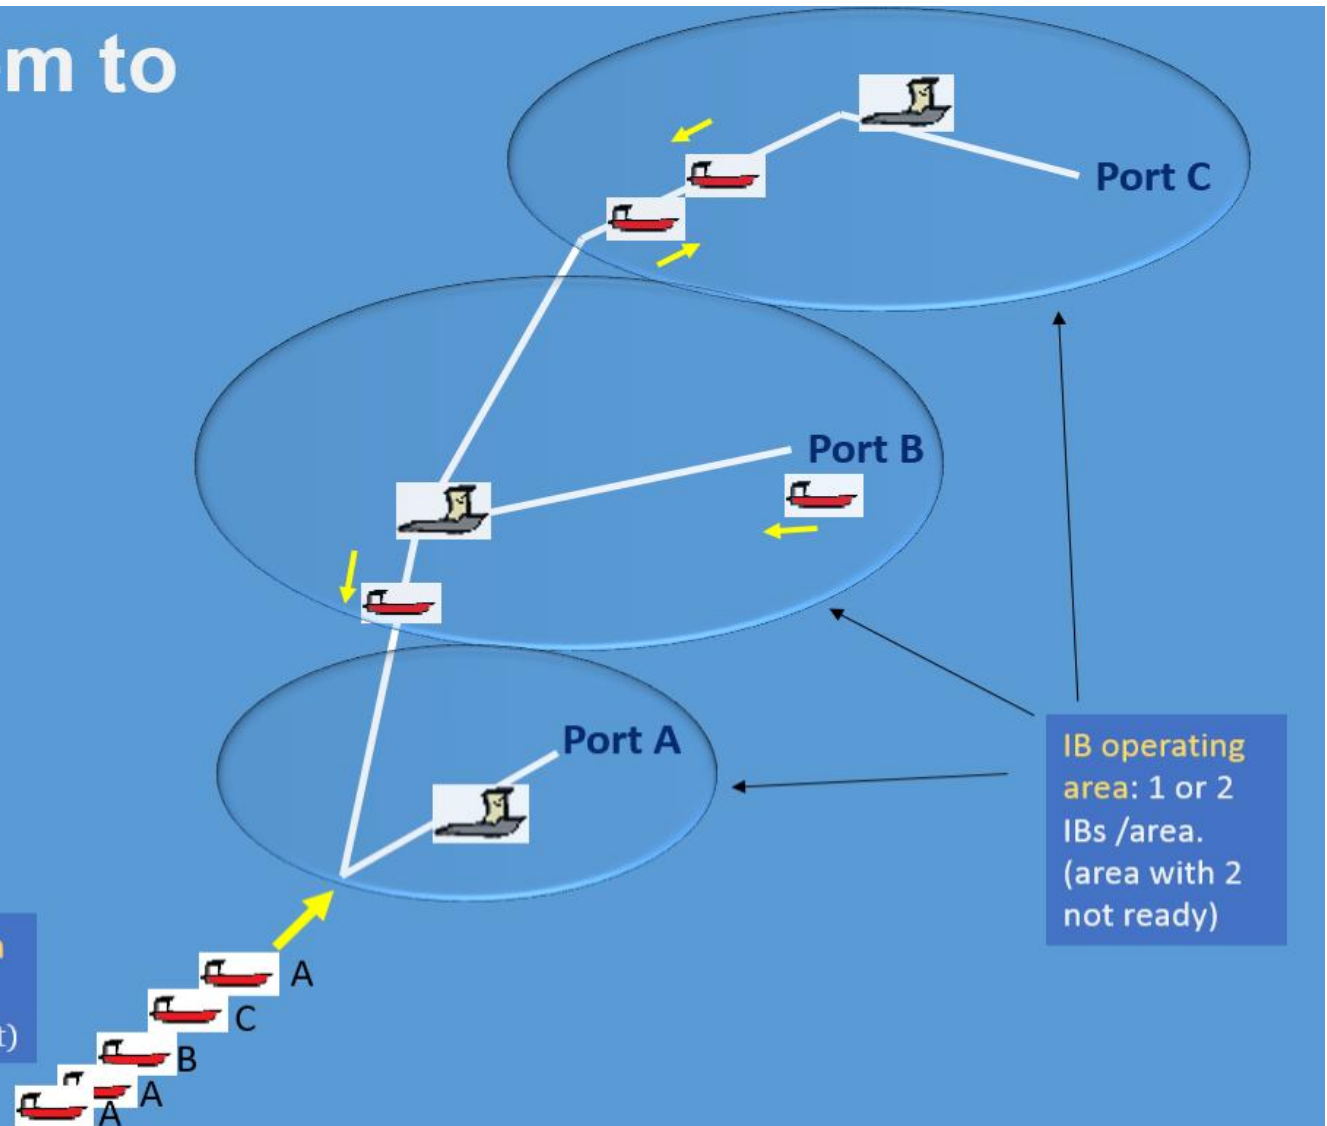 m to
Port C
Port B
Port A
IB operating
area: 1 or 2
IBs /area.
(area with 2
not ready)
A
C
B
A
A
t)